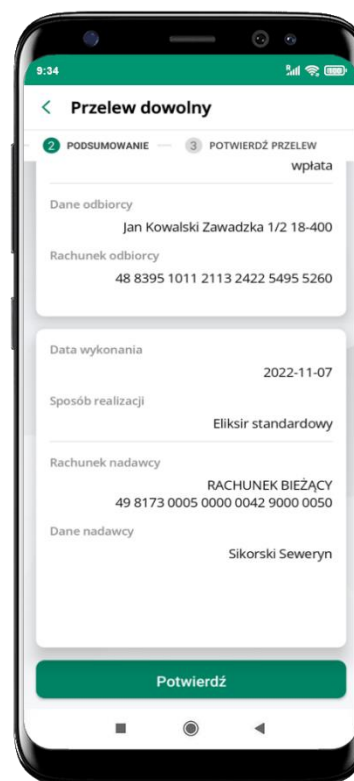 9:34
Przelew dowolny
2 PODSUMOWANIE 3 POTWIERDŹ PRZELEW
wpłata
Dane odbiorcy
Jan Kowalski Zawadzka 1/2 18-400
Rachunek odbiorcy
48 8395 1011 2113 2422 5495 5260
Data wykonania
2022-11-07
Sposób realizacji
Eliksir standardowy
Rachunek nadawcy
RACHUNEK BIEŻĄCY
49 8173 0005 0000 0042 9000 0050
Dane nadawcy
Sikorski Seweryn
Potwierdź